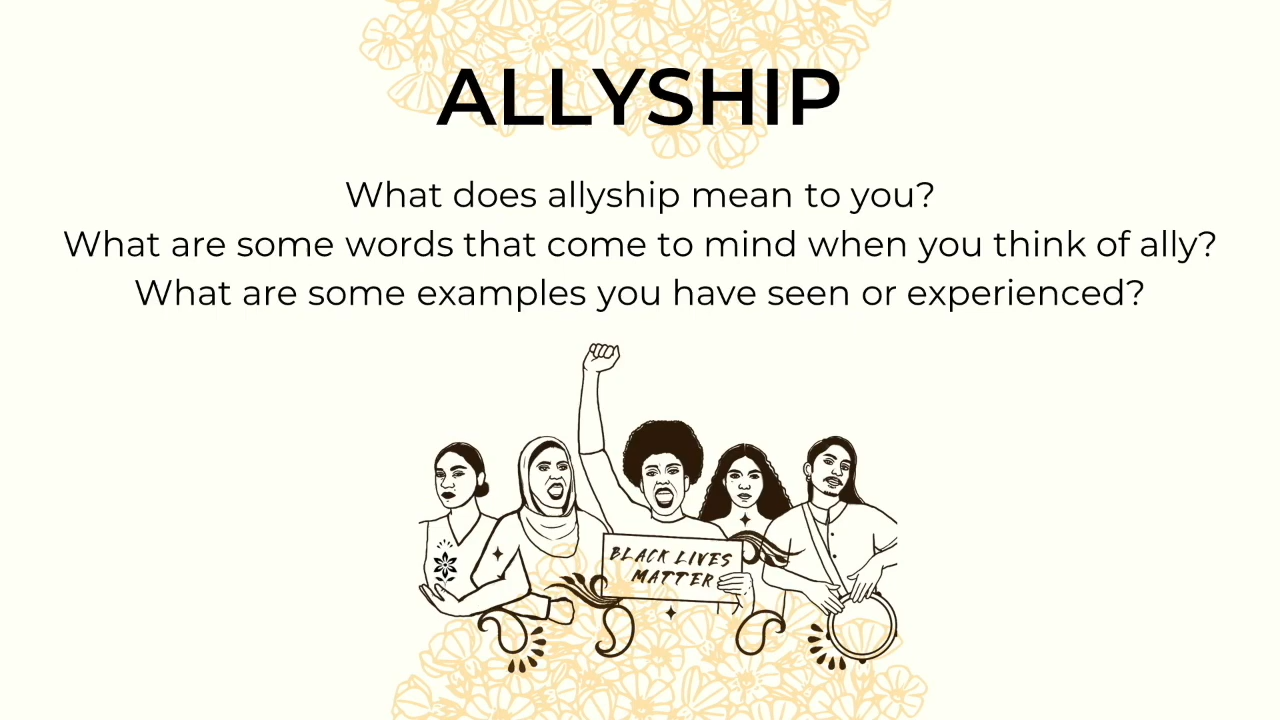 ALLYSHIP
What does allyship mean to you?
What are some words that come to mind when you think of ally?
What are some examples you have seen or experienced?
BLACK LIVES
MATTER